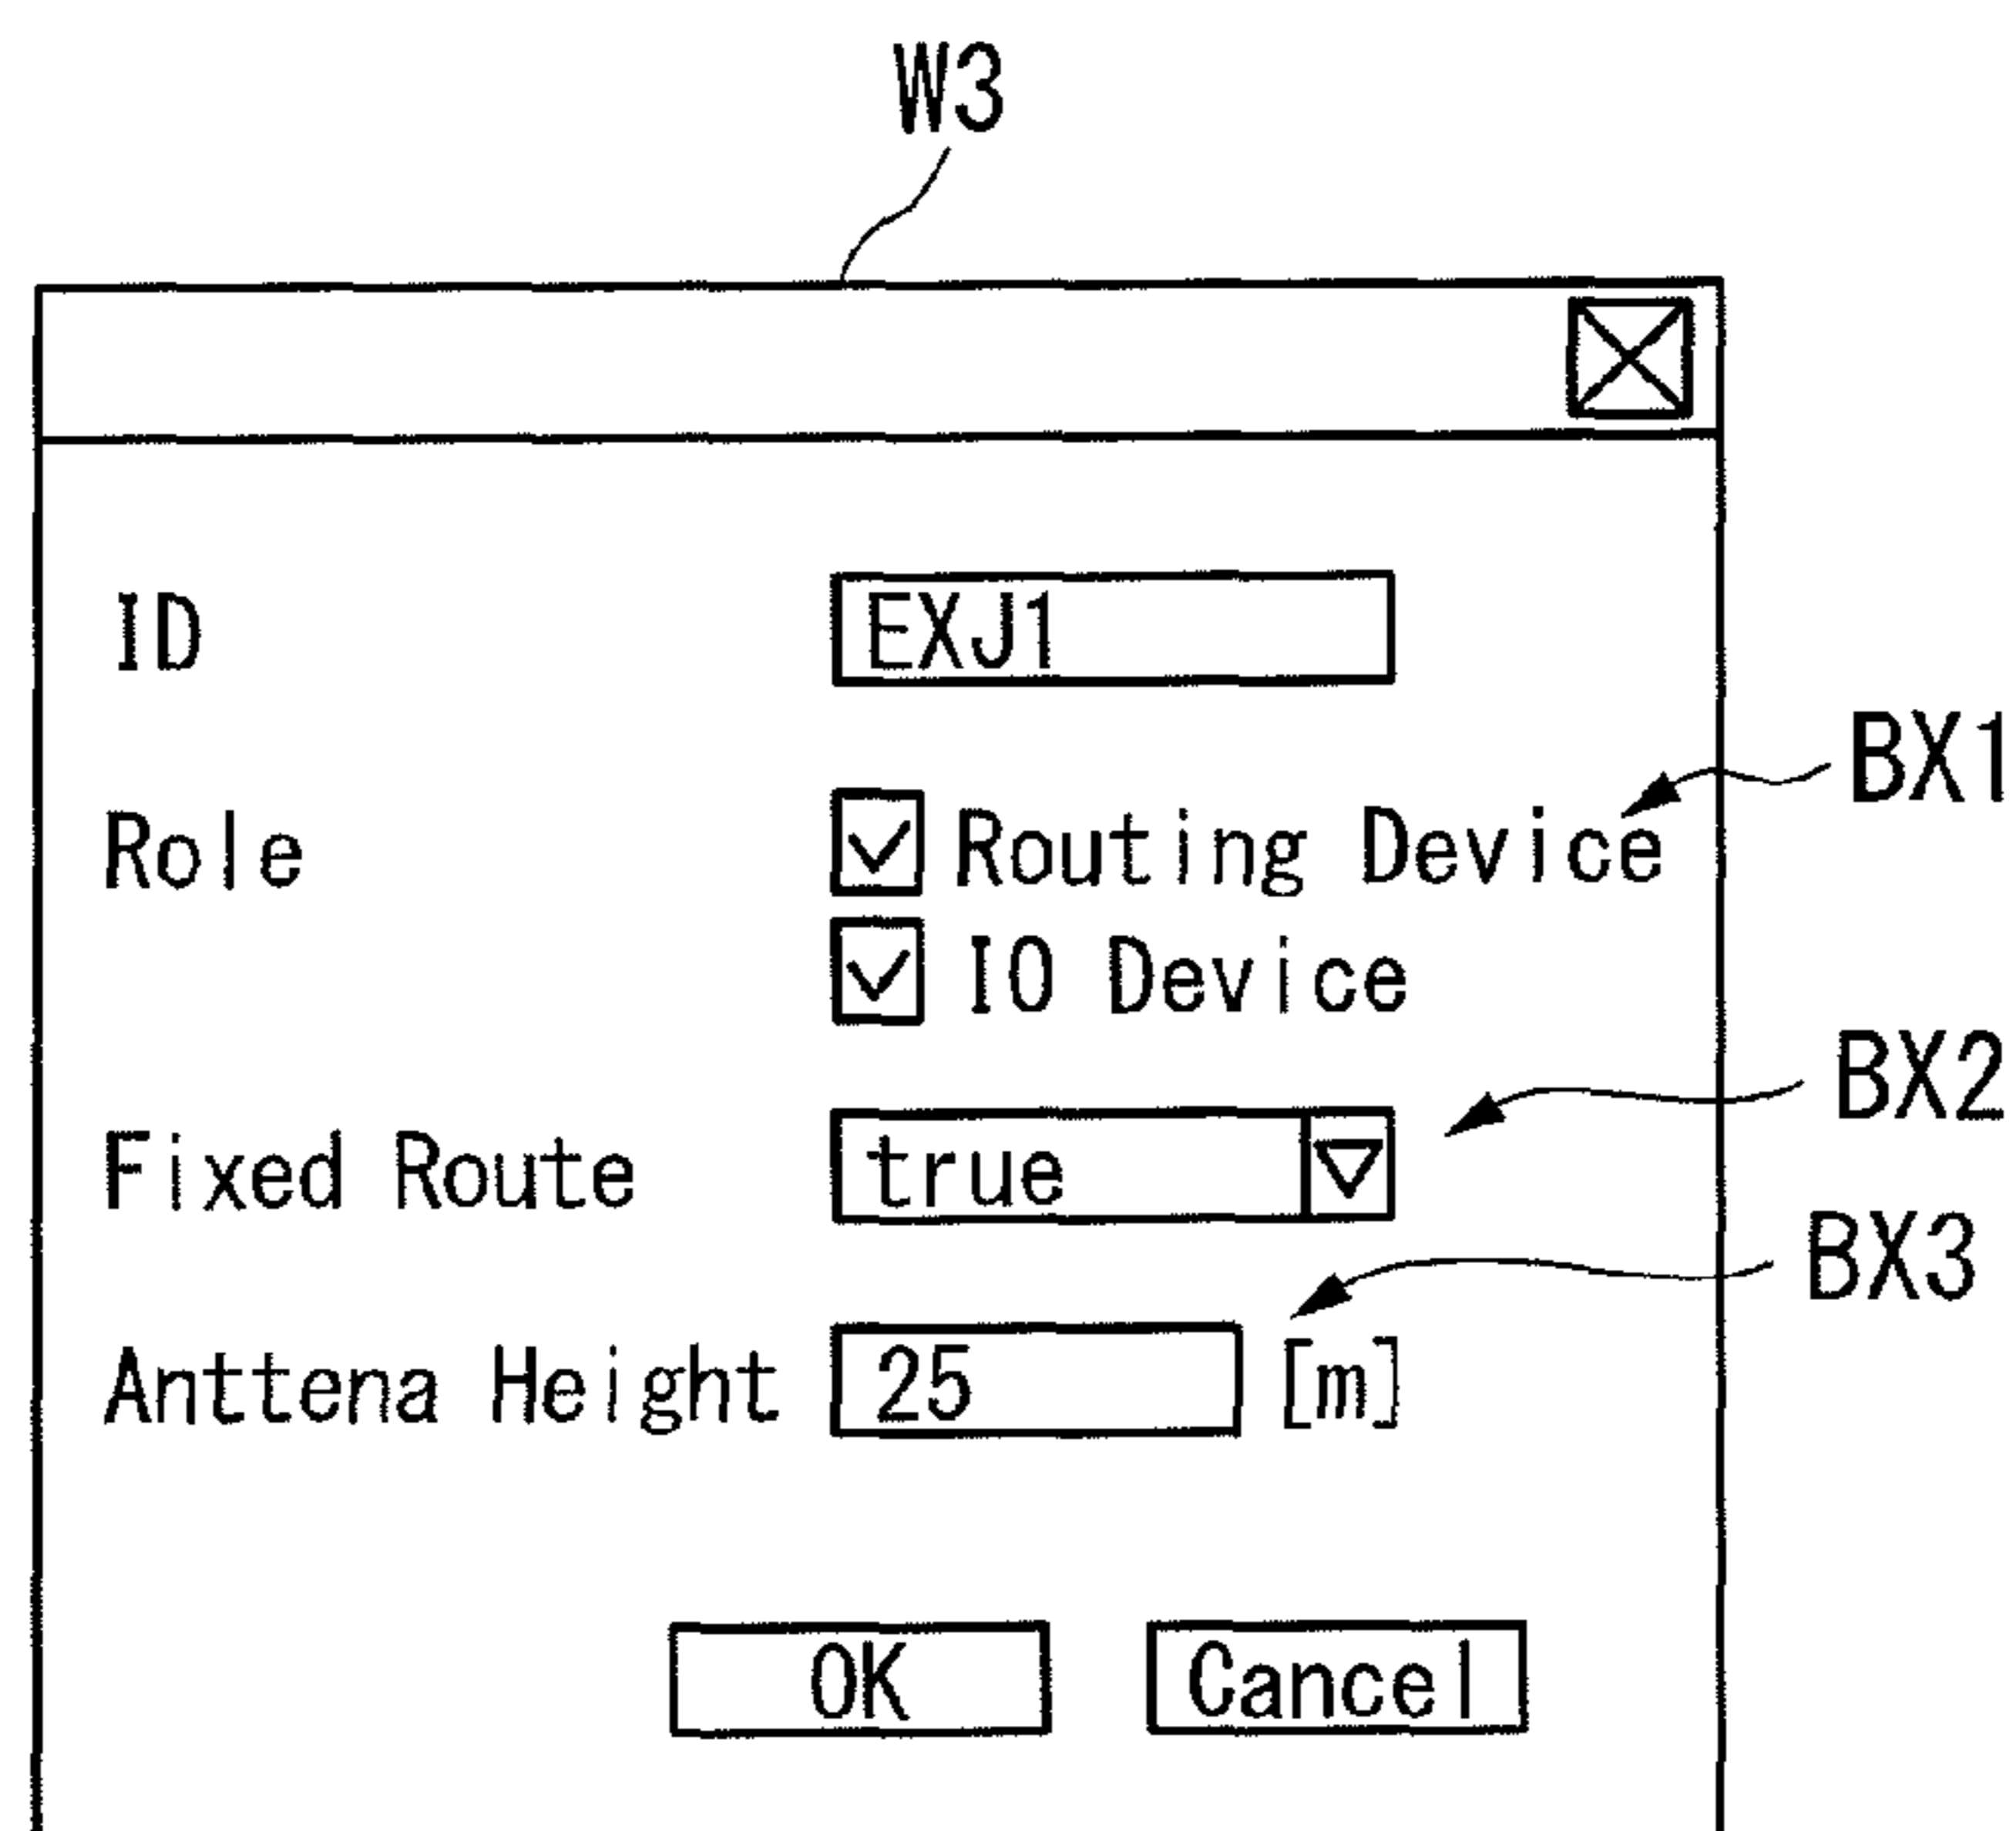 W3
ID EXJ1
Role Routing Device BX1
IO Device
Fixed Route true BX2
Anttena Height 25 [m] BX3
OK Cancel